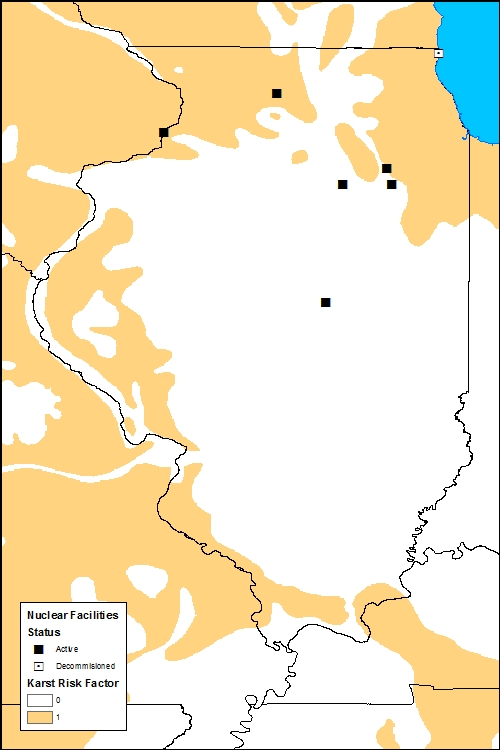 Nuclear Facilities
Status
Active
Decommisioned
Karst Risk Factor
0
1